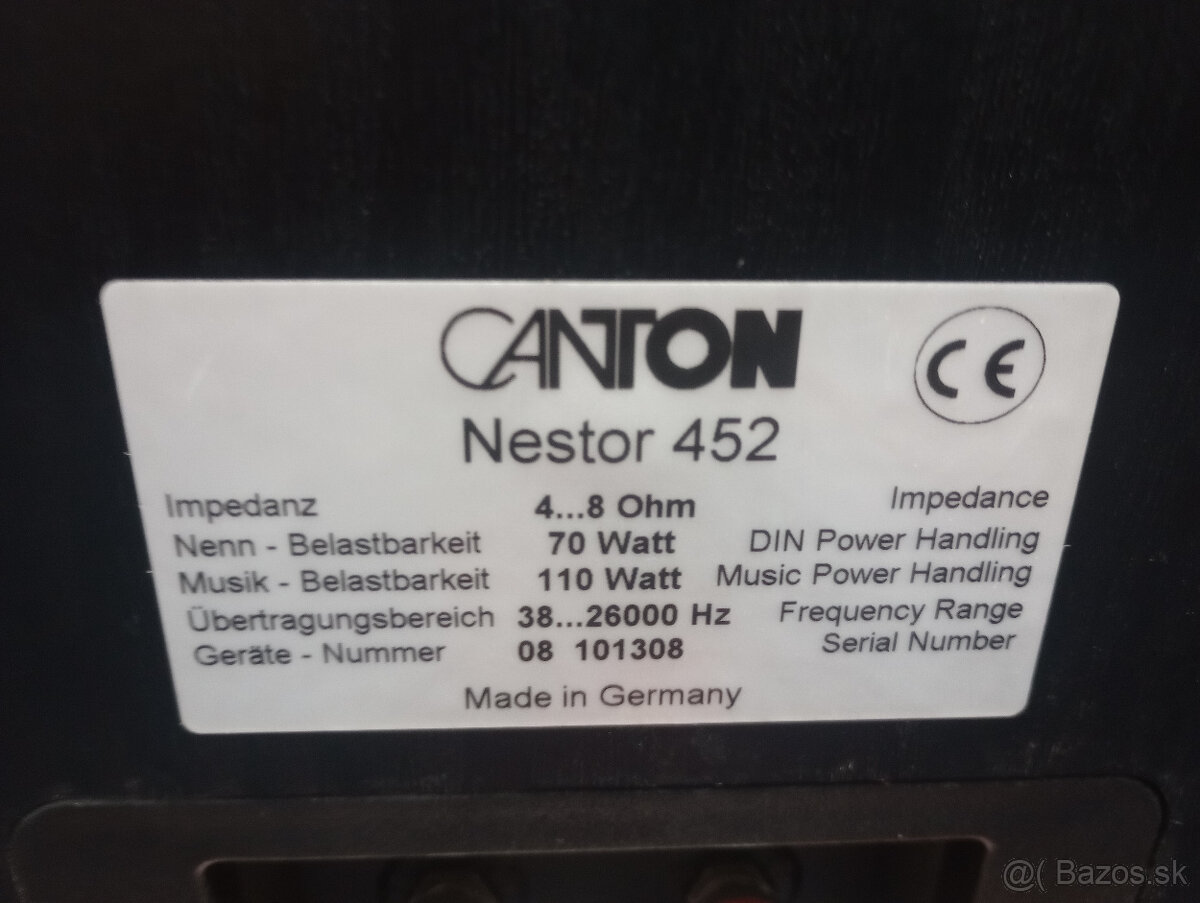 CANTON
CE
Nestor 452
Impedanz 4...8 Ohm Impedance
Nenn - Belastbarkeit 70 Watt DIN Power Handling
Musik - Belastbarkeit 110 Watt Music Power Handling
Übertragungsbereich 38...26000 Hz Frequency Range
Geräte - Nummer 08 101308 Serial Number
Made in Germany
@( Bazos.sk